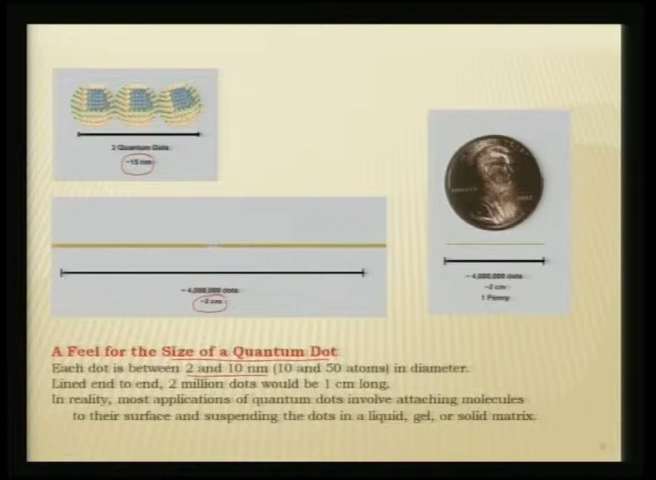 3 Quantum Dots
~15 nm
~ 4,000,000 dots
~2 cm
~ 4,000,000 dots
~2 cm
1 Penny
A Feel for the Size of a Quantum Dot
Each dot is between 2 and 10 nm (10 and 50 atoms) in diameter.
Lined end to end, 2 million dots would be 1 cm long.
In reality, most applications of quantum dots involve attaching molecules
to their surface and suspending the dots in a liquid, gel, or solid matrix.